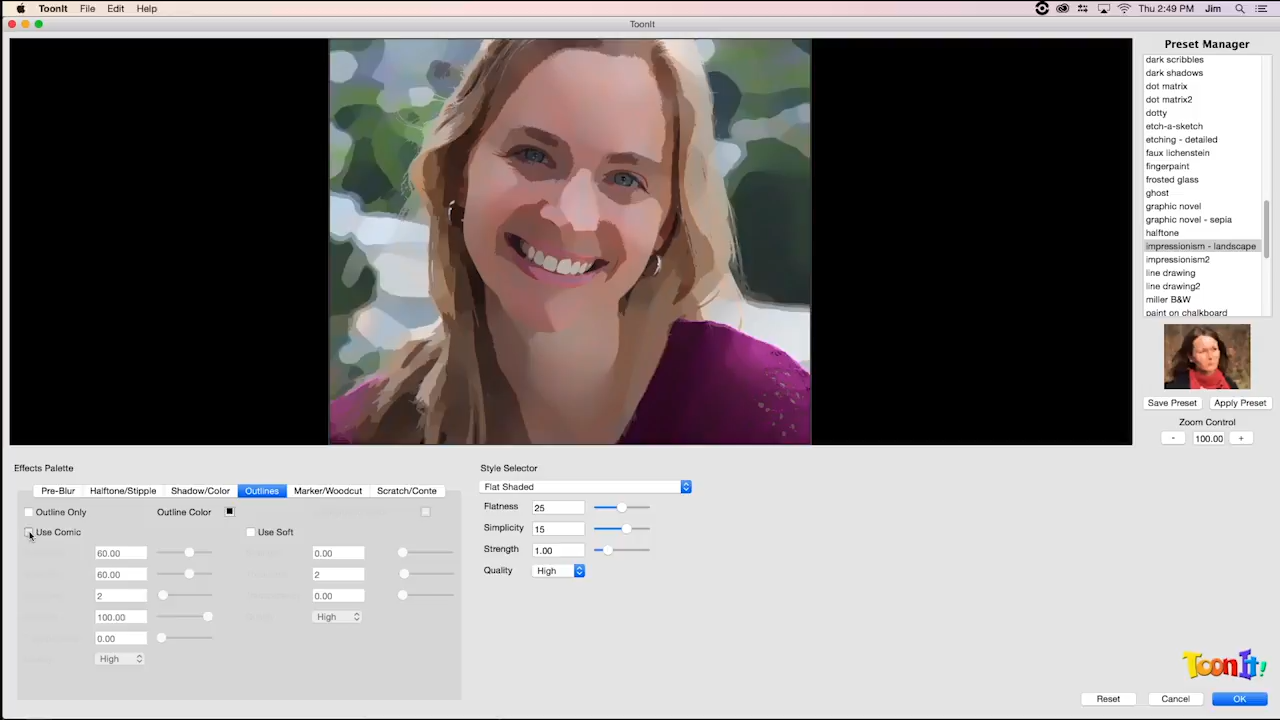 ToonIt File Edit Help
Thu 2:49 PM Jim
ToonIt
Preset Manager
dark scribbles
dark shadows
dot matrix
dot matrix2
dotty
etch-a-sketch
etching - detailed
faux lichenstein
fingerpaint
frosted glass
ghost
graphic novel
graphic novel - sepia
halftone
impressionism - landscape
impressionism2
line drawing
line drawing2
miller B&W
paint on chalkboard
Save Preset Apply Preset
Zoom Control
- 100.00 +
Effects Palette
Pre-Blur Halftone/Stipple Shadow/Color Outlines Marker/Woodcut Scratch/Conte
Outline Only Outline Color
Use Comic Use Soft
60.00 0.00
60.00 2
2 0.00
100.00 High
0.00
High
Style Selector
Flat Shaded
Flatness 25
Simplicity 15
Strength 1.00
Quality High
ToonIt!
Reset Cancel OK